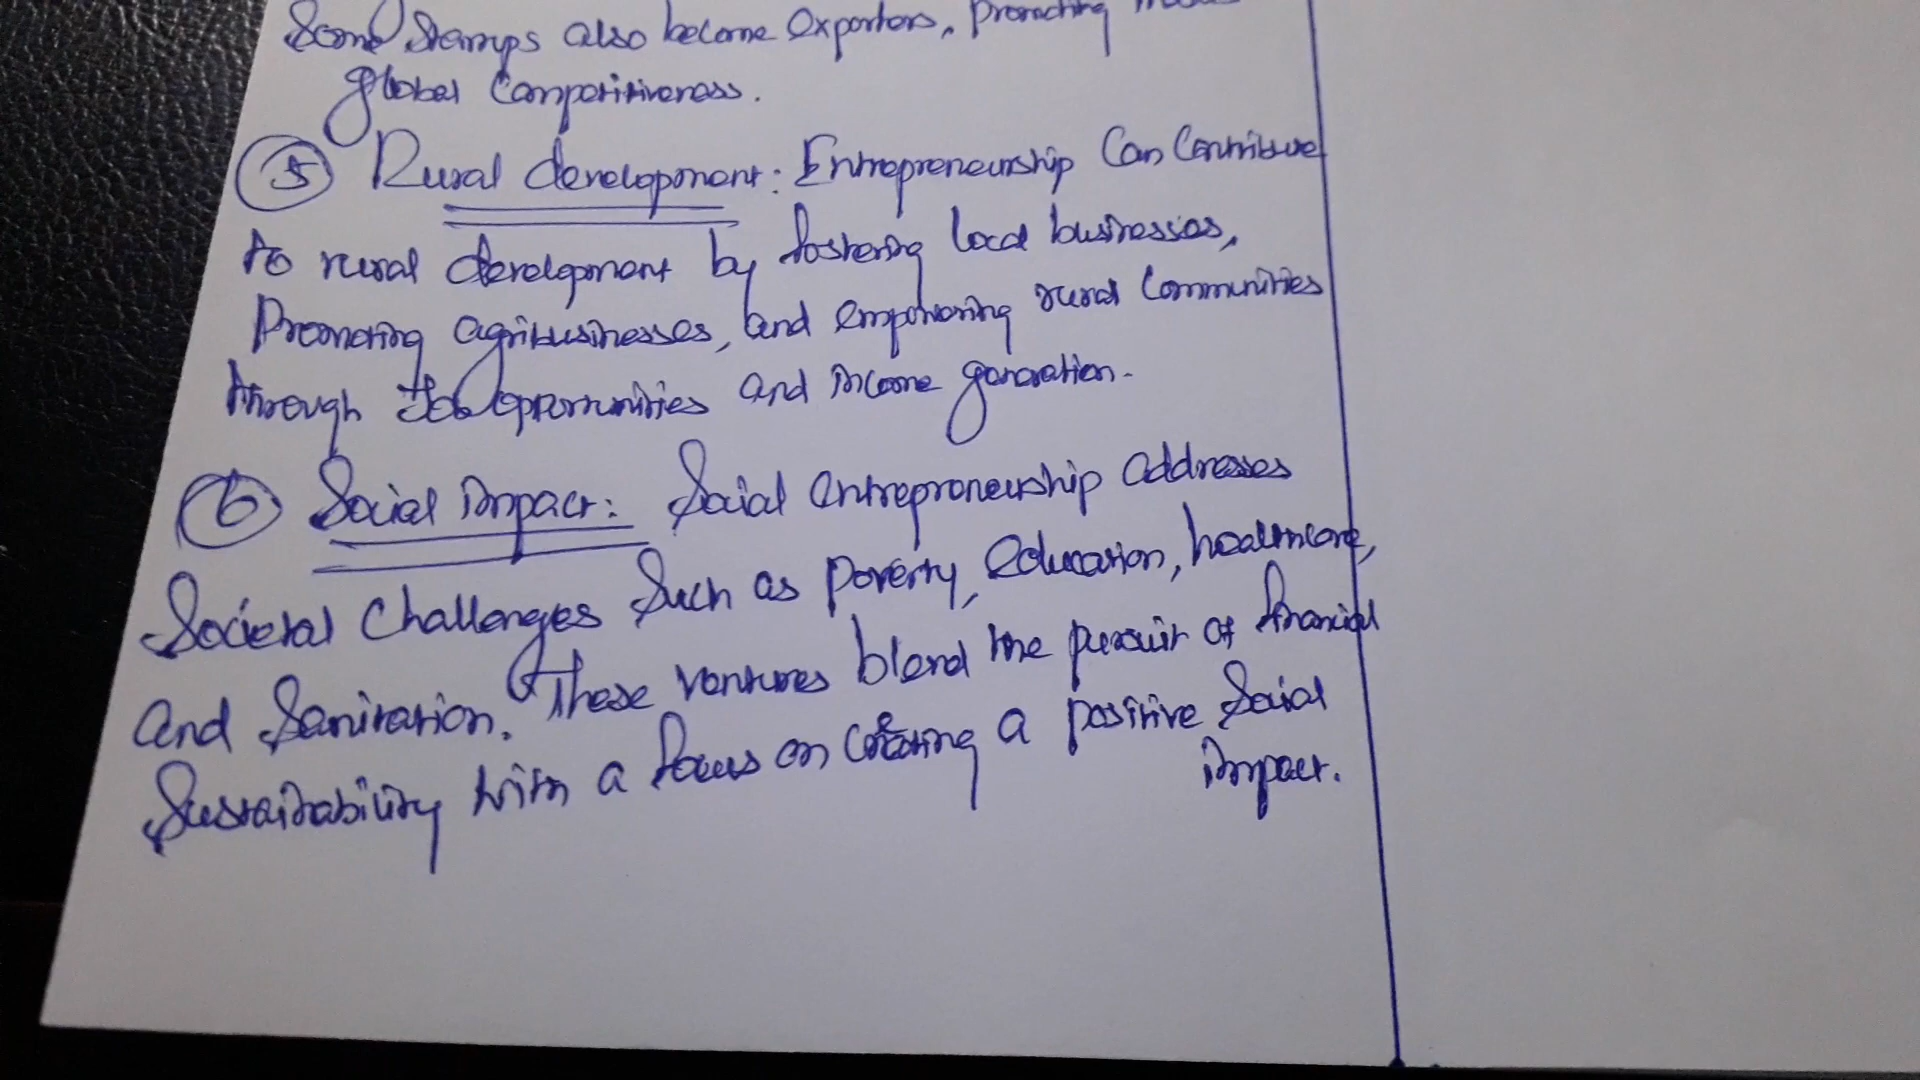 Some Stamps also become exporters, promoting
global Competitiveness.
5 Rural development: Entrepreneurship Can Contribute
to rural development by fostering local businesses,
Promoting agribusinesses, and empowering rural Communities
through Job opportunities and income generation.
6 Social Impact: Social entrepreneurship addresses
Societal Challenges Such as poverty, education, healthcare,
and Sanitation. These ventures blend the pursuit of financial
Sustainability with a focus on creating a positive Social
Impact.